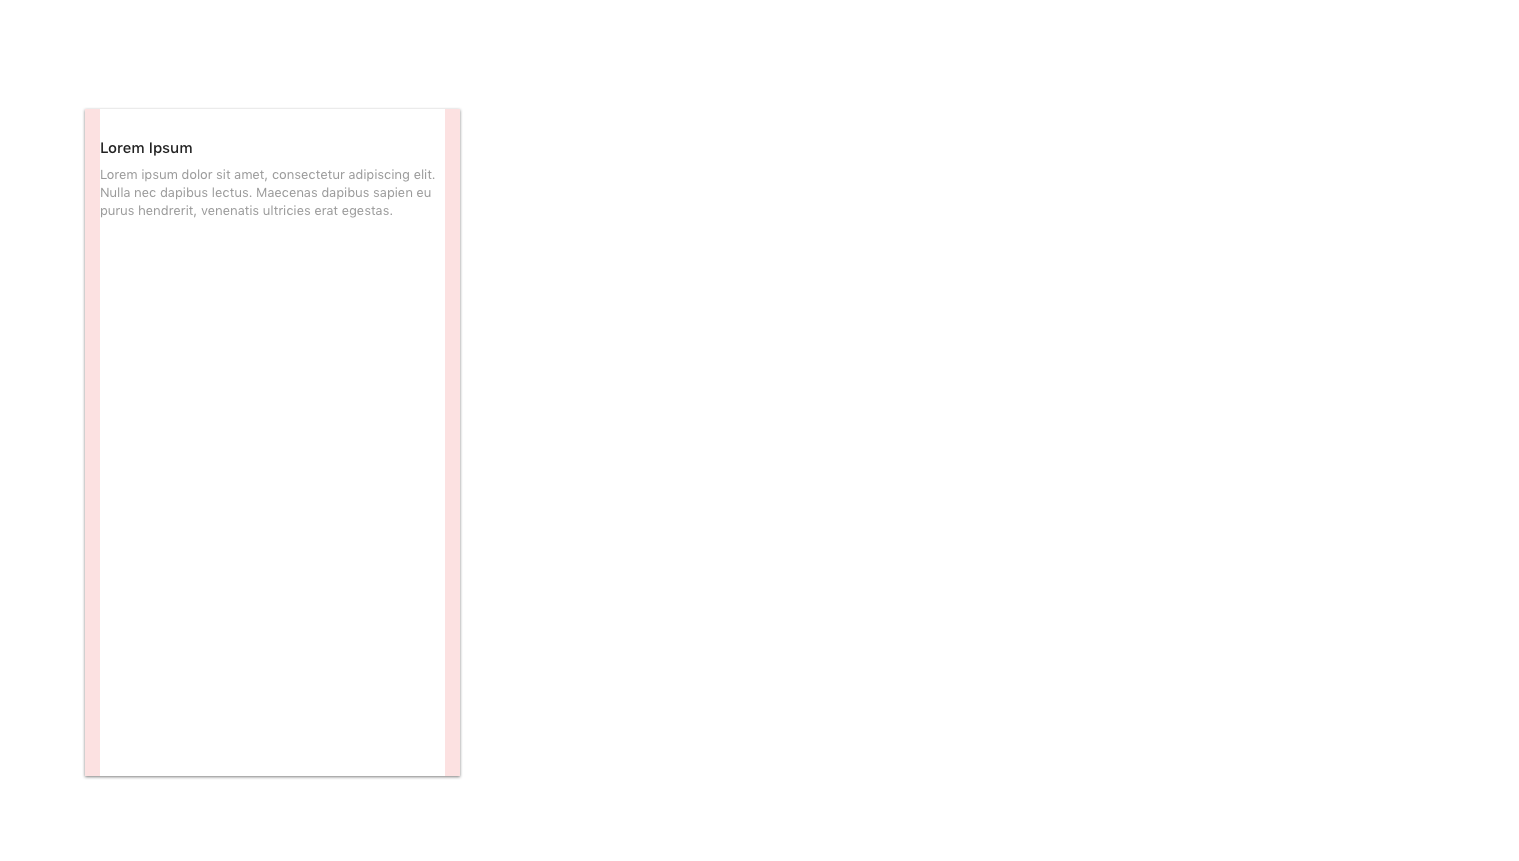 Lorem Ipsum
Lorem ipsum dolor sit amet, consectetur adipiscing elit.
Nulla nec dapibus lectus. Maecenas dapibus sapien eu
purus hendrerit, venenatis ultricies erat egestas.